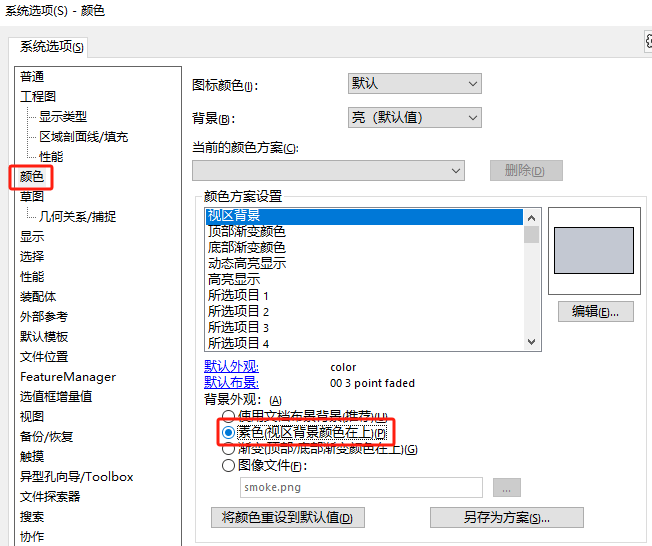 系统选项(S) - 颜色
系统选项(S)
普通
工程图
显示类型
区域剖面线/填充
性能
颜色
草图
几何关系/捕捉
显示
选择
性能
装配体
外部参考
默认模板
文件位置
FeatureManager
选值框增量值
视图
备份/恢复
触摸
异型孔向导/Toolbox
文件探索器
搜索
协作
图标颜色(I)： 默认
背景(B)： 亮（默认值）
当前的颜色方案(C):
删除(D)
颜色方案设置
视区背景
顶部渐变颜色
底部渐变颜色
动态高亮显示
高亮显示
所选项目 1
所选项目 2
所选项目 3
所选项目 4
编辑(E)...
默认外观: color
默认布景: 00 3 point faded
背景外观： (A)
使用文档布景背景(推荐)(U)
素色(视区背景颜色在上)(P)
渐变(顶部/底部渐变颜色在上)(G)
图像文件(F)：
smoke.png ...
将颜色重设到默认值(D) 另存为方案(S)...